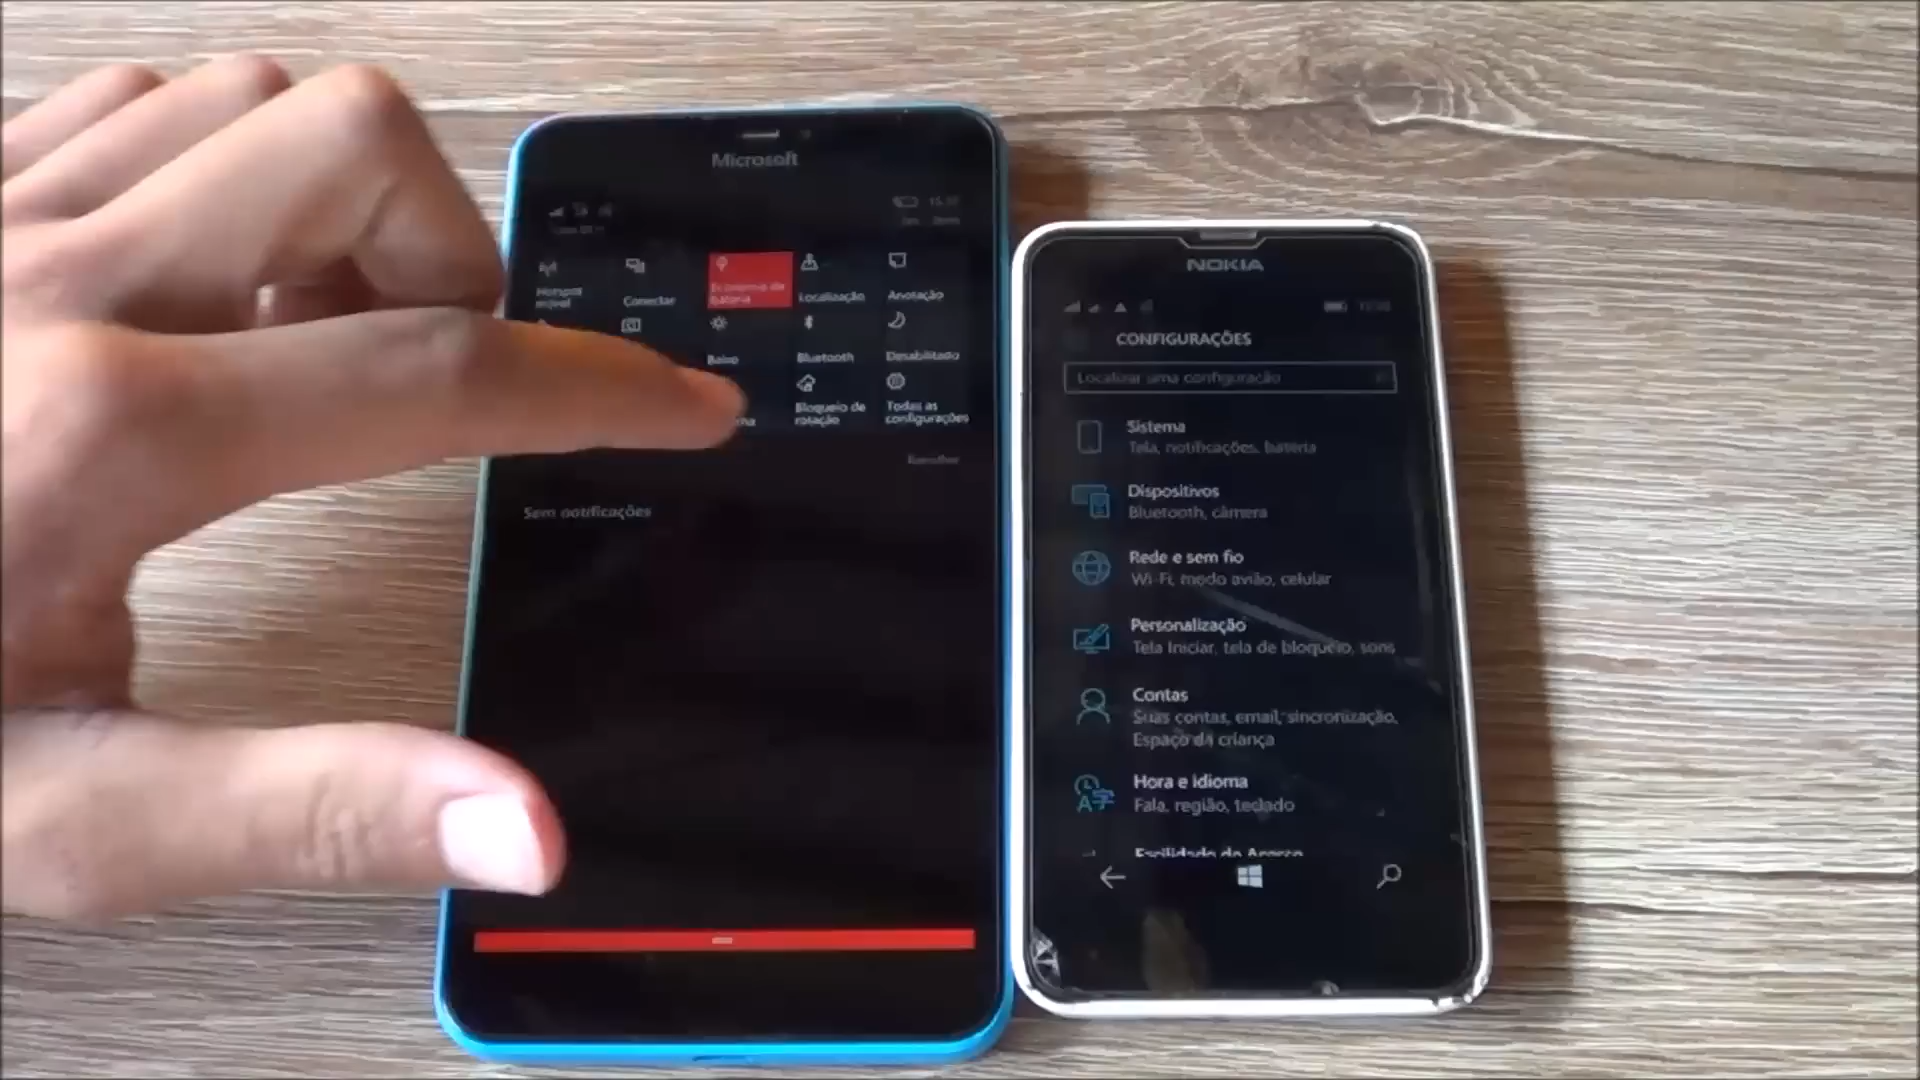 Microsoft
Hotspot
móvel
Conectar
Economia de
bateria
Localização
Anotação
Baixo
Bluetooth
Desabilitado
Bloqueio de
rotação
Todas as
configurações
Sem notificações
NOKIA
CONFIGURAÇÕES
Localizar uma configuração
Sistema
Tela, notificações, bateria
Dispositivos
Bluetooth, câmera
Rede e sem fio
Wi-Fi, modo avião, celular
Personalização
Tela Iniciar, tela de bloqueio, sons
Contas
Suas contas, email, sincronização,
Espaço da criança
Hora e idioma
Fala, região, teclado
Facilidade de Acesso